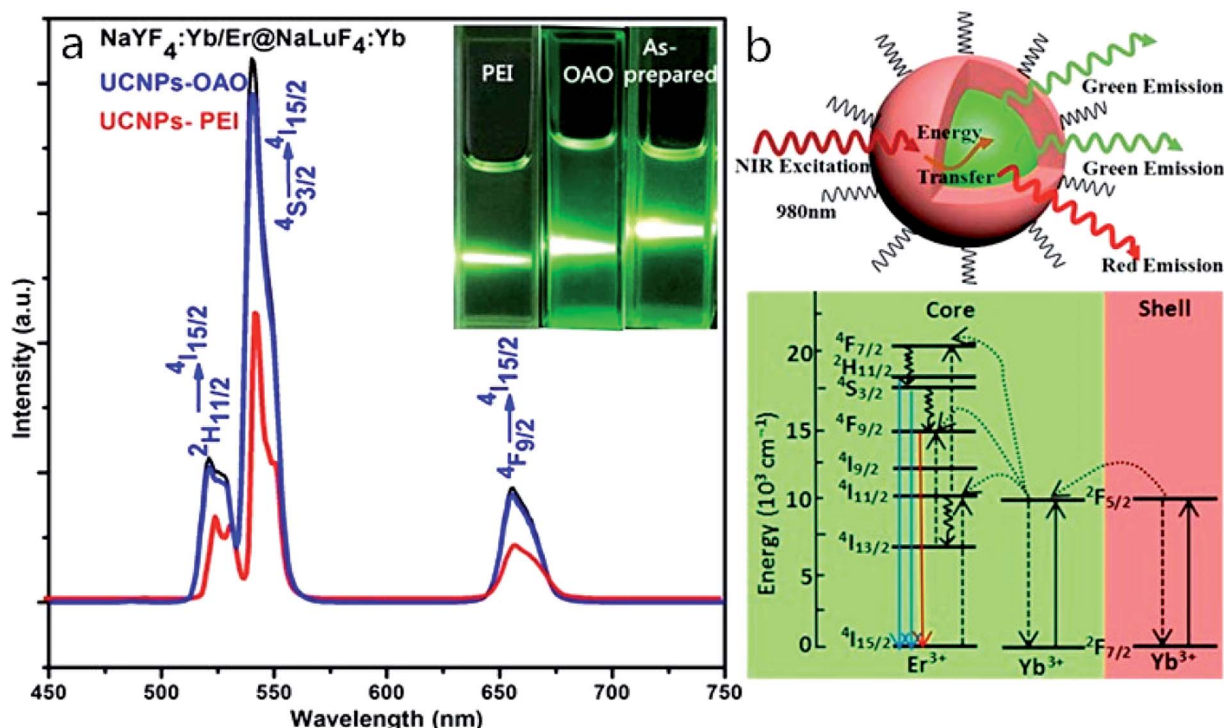 a
NaYF₄:Yb/Er@NaLuF₄:Yb
UCNPs-OAO
UCNPs- PEI
PEI
OAO
As-prepared
²H₁₁/₂ → ⁴I₁₅/₂
⁴S₃/₂ → ⁴I₁₅/₂
⁴F₉/₂ → ⁴I₁₅/₂
Intensity (a.u.)
450 500 550 600 650 700 750
Wavelength (nm)
b
Green Emission
Energy
Green Emission
NIR Excitation
Transfer
980nm
Red Emission
Core
Shell
Energy (10³ cm⁻¹)
20
15
10
5
0
⁴F₇/₂
²H₁₁/₂
⁴S₃/₂
⁴F₉/₂
⁴I₉/₂
⁴I₁₁/₂
⁴I₁₃/₂
⁴I₁₅/₂
²F₅/₂
²F₇/₂
Er³⁺
Yb³⁺
Yb³⁺